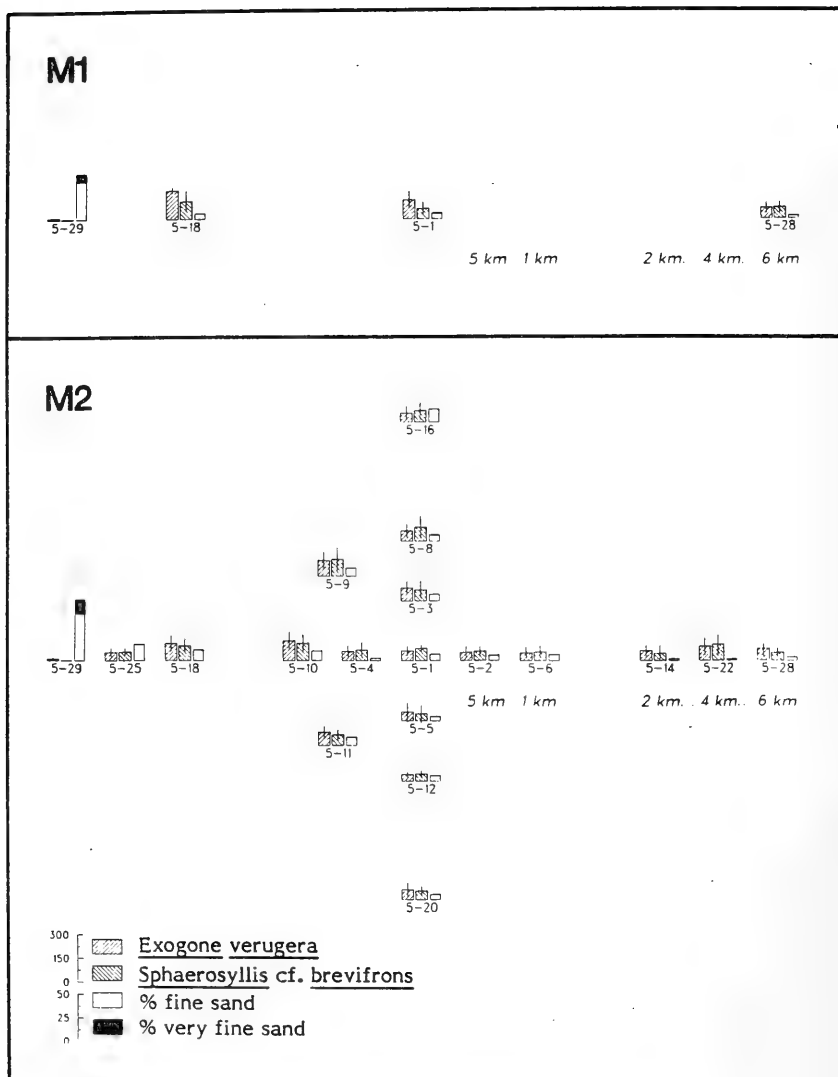 M1
5-29
5-18
5-1
5-28
5 km 1 km 2 km. 4 km. 6 km
M2
5-16
5-8
5-9
5-3
5-29 5-25 5-18 5-10 5-4 5-1 5-2 5-6 5-14 5-22 5-28
5 km 1 km 2 km. . 4 km. . 6 km
5-5
5-11
5-12
5-20
300
150
0
Exogone verugera
Sphaerosyllis cf. brevifrons
50
25
0
% fine sand
% very fine sand